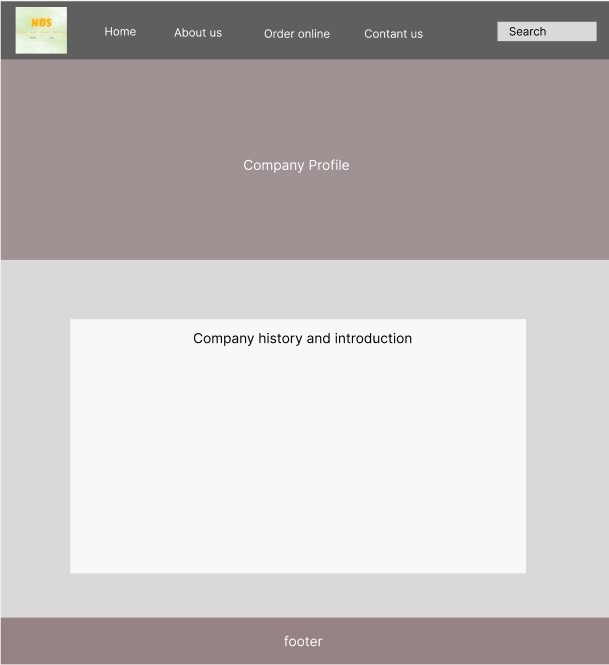 NBS
Home
About us
Order online
Contant us
Search
Company Profile
Company history and introduction
footer